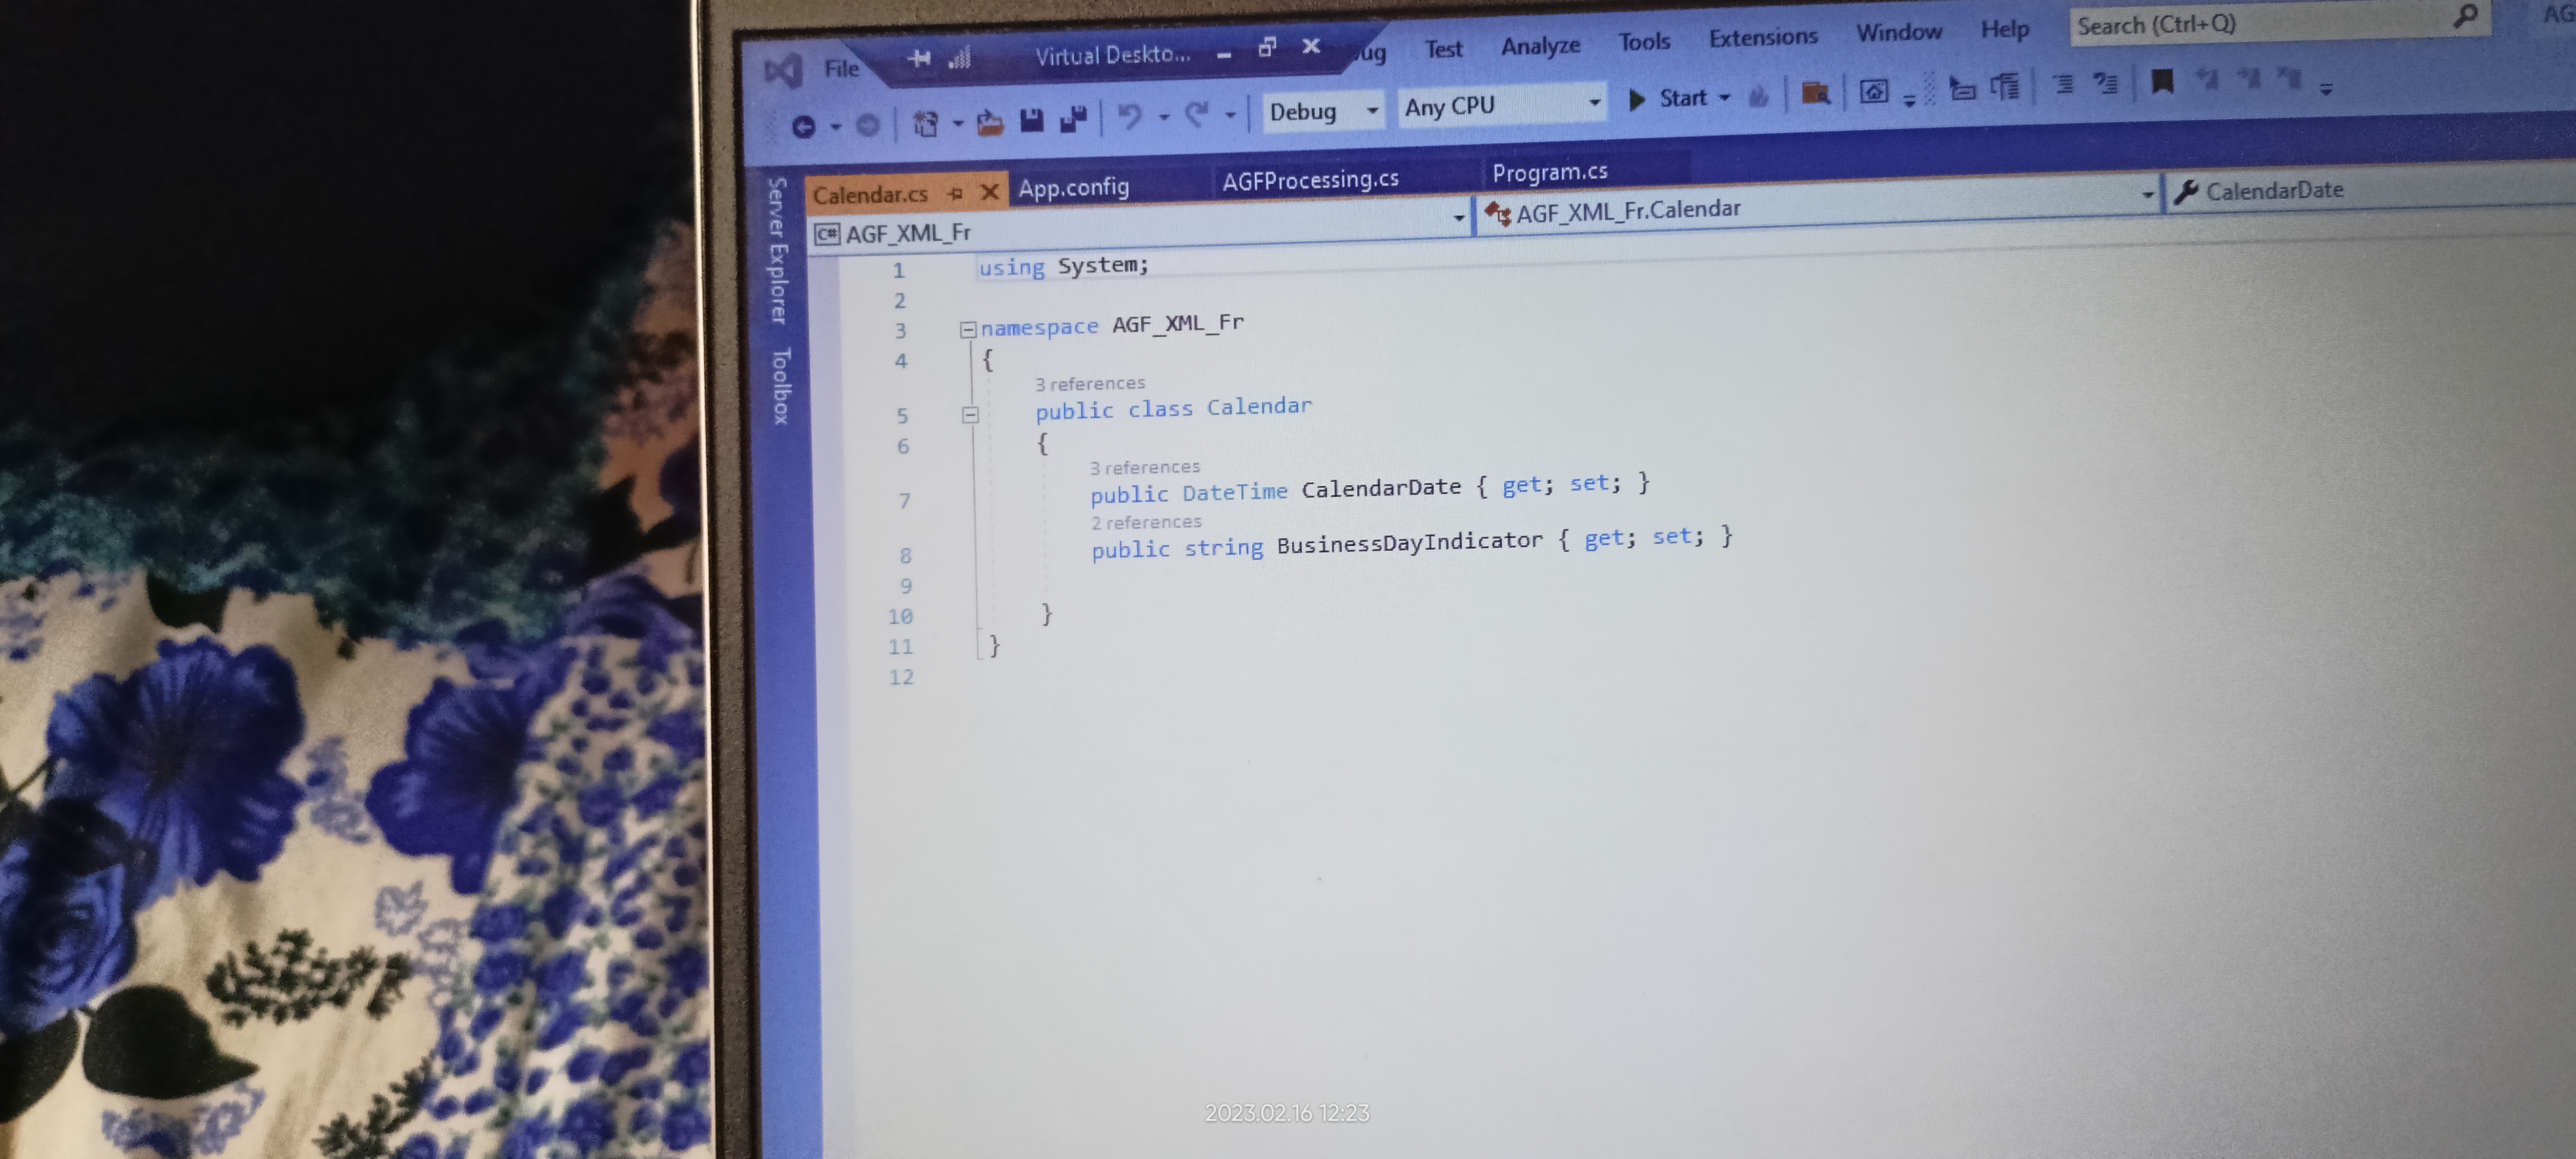 File
Virtual Deskto...
ug
Test
Analyze
Tools
Extensions
Window
Help
Search (Ctrl+Q)
AG
Debug
Any CPU
Start
Server Explorer
Toolbox
Calendar.cs
App.config
AGFProcessing.cs
Program.cs
C# AGF_XML_Fr
AGF_XML_Fr.Calendar
CalendarDate
1 using System;
2
3 namespace AGF_XML_Fr
4 {
3 references
5 public class Calendar
6 {
3 references
7 public DateTime CalendarDate { get; set; }
2 references
8 public string BusinessDayIndicator { get; set; }
9
10 }
11 }
12
2023.02.16 12:23